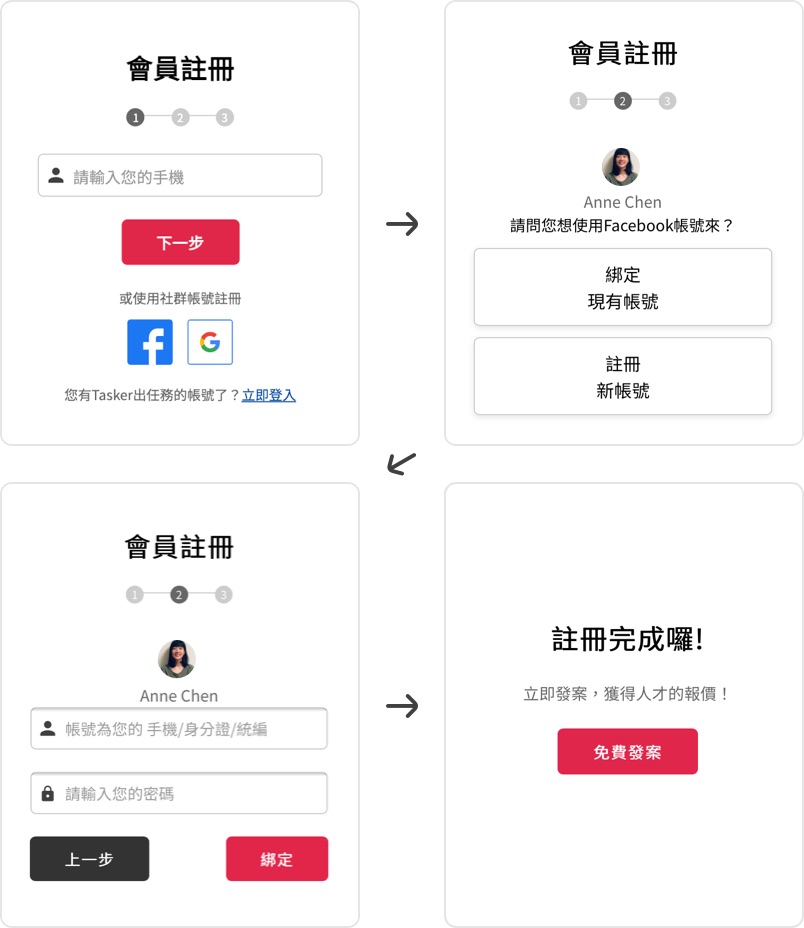 會員註冊
1 2 3
請輸入您的手機
下一步
或使用社群帳號註冊
您有Tasker出任務的帳號了？立即登入
會員註冊
1 2 3
Anne Chen
請問您想使用Facebook帳號來？
綁定
現有帳號
註冊
新帳號
會員註冊
1 2 3
Anne Chen
帳號為您的 手機/身分證/統編
請輸入您的密碼
上一步
綁定
註冊完成囉!
立即發案，獲得人才的報價！
免費發案